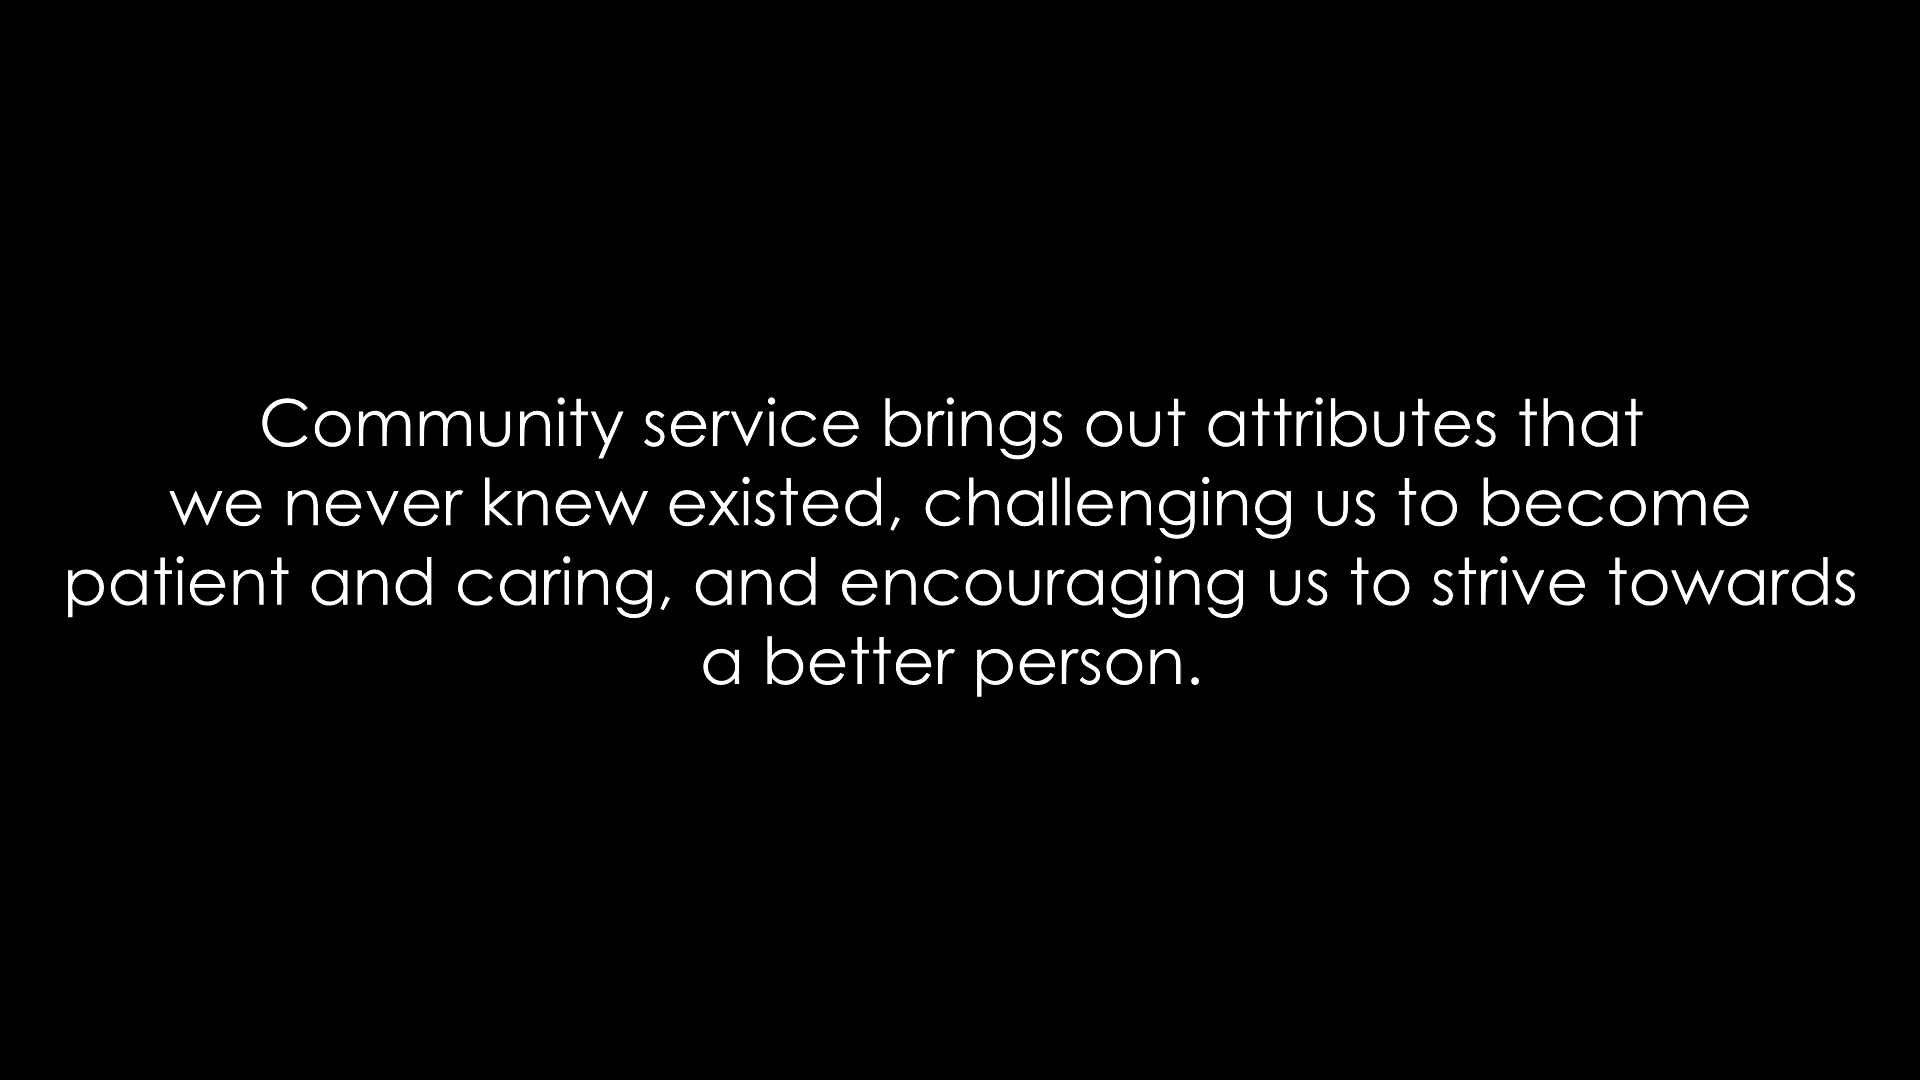 Community service brings out attributes that
we never knew existed, challenging us to become
patient and caring, and encouraging us to strive towards
a better person.